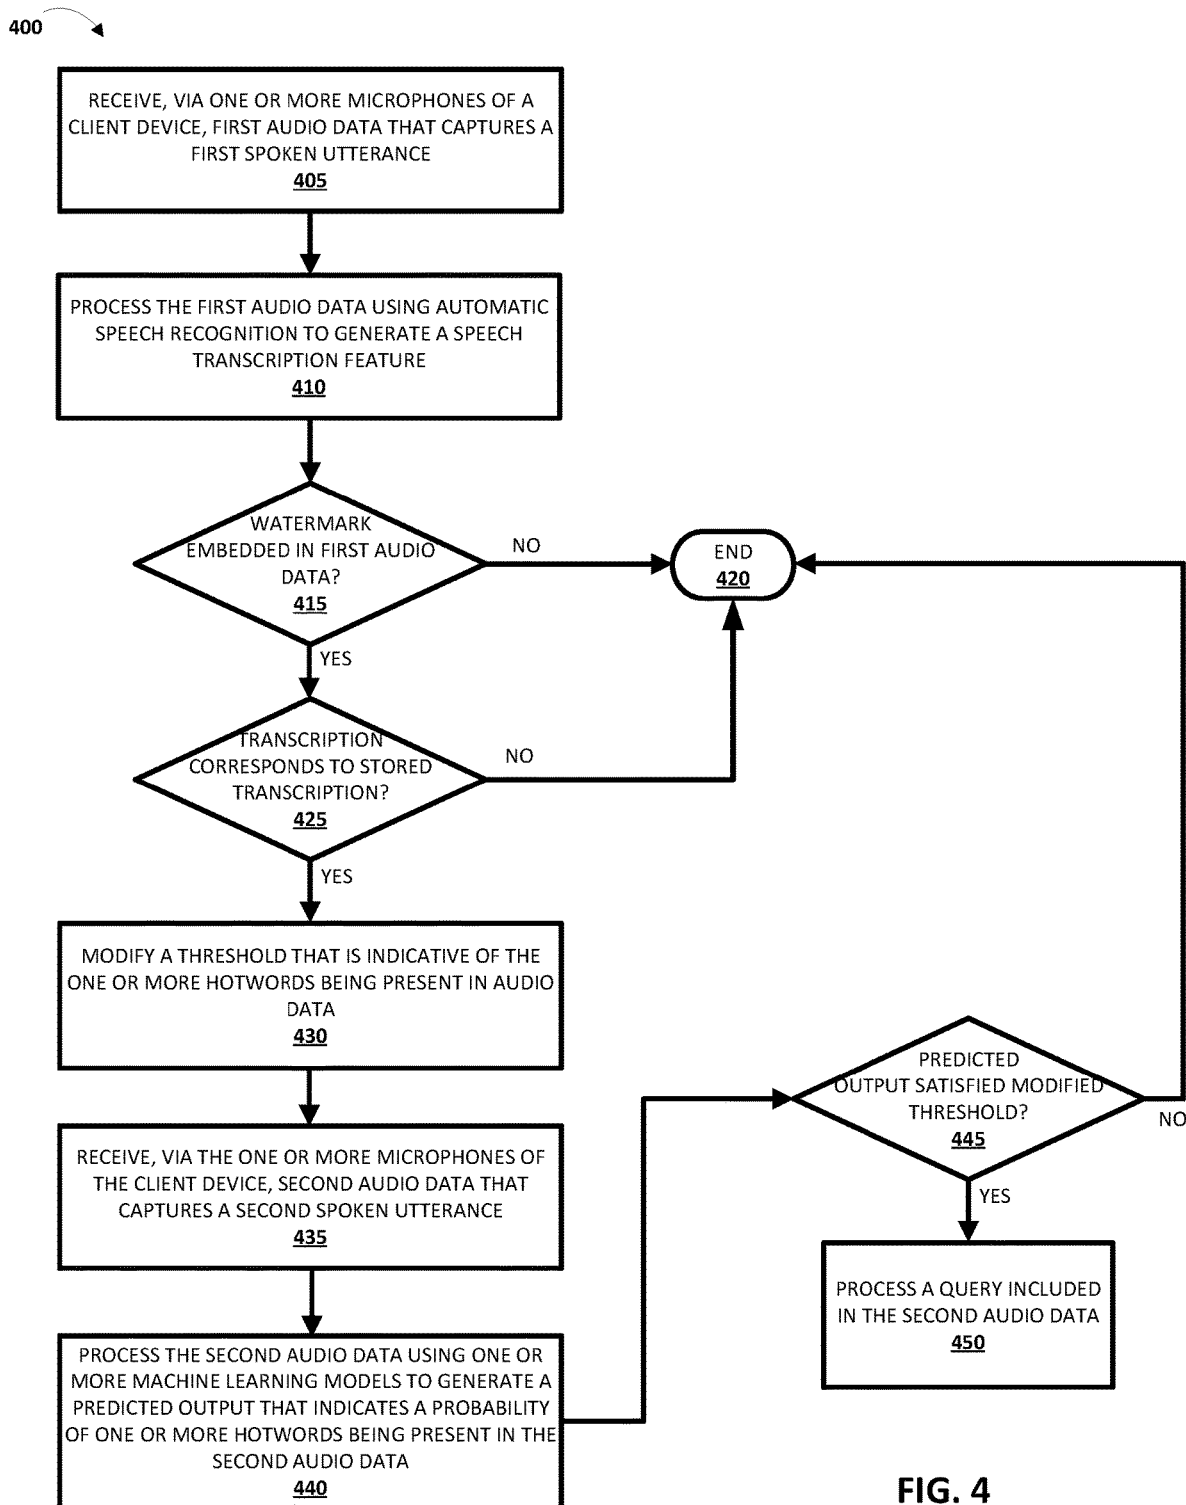 400
RECEIVE, VIA ONE OR MORE MICROPHONES OF A
CLIENT DEVICE, FIRST AUDIO DATA THAT CAPTURES A
FIRST SPOKEN UTTERANCE
405
PROCESS THE FIRST AUDIO DATA USING AUTOMATIC
SPEECH RECOGNITION TO GENERATE A SPEECH
TRANSCRIPTION FEATURE
410
WATERMARK
EMBEDDED IN FIRST AUDIO
DATA?
415
NO
END
420
YES
TRANSCRIPTION
CORRESPONDS TO STORED
TRANSCRIPTION?
425
NO
YES
MODIFY A THRESHOLD THAT IS INDICATIVE OF THE
ONE OR MORE HOTWORDS BEING PRESENT IN AUDIO
DATA
430
RECEIVE, VIA THE ONE OR MORE MICROPHONES OF
THE CLIENT DEVICE, SECOND AUDIO DATA THAT
CAPTURES A SECOND SPOKEN UTTERANCE
435
PROCESS THE SECOND AUDIO DATA USING ONE OR
MORE MACHINE LEARNING MODELS TO GENERATE A
PREDICTED OUTPUT THAT INDICATES A PROBABILITY
OF ONE OR MORE HOTWORDS BEING PRESENT IN THE
SECOND AUDIO DATA
440
PREDICTED
OUTPUT SATISFIED MODIFIED
THRESHOLD?
445
NO
YES
PROCESS A QUERY INCLUDED
IN THE SECOND AUDIO DATA
450
FIG. 4